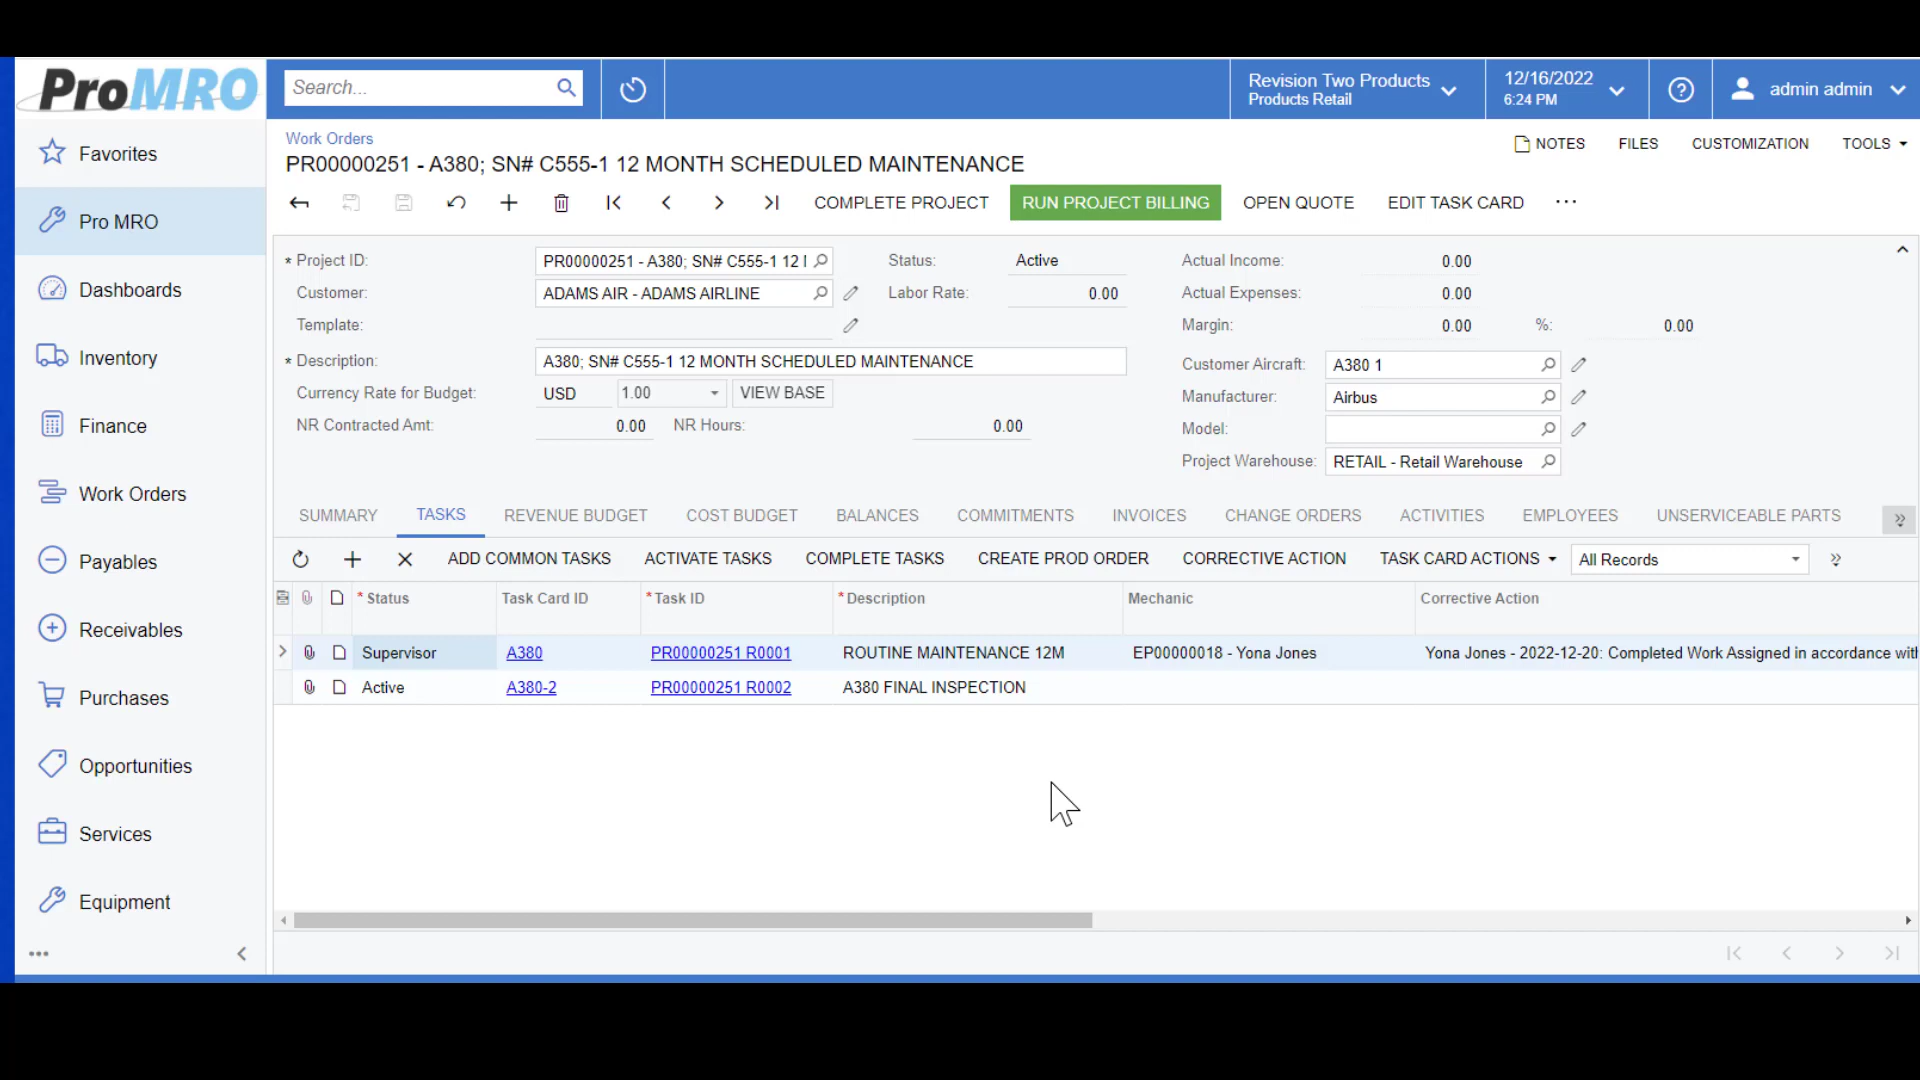 ProMRO
Search...
Revision Two Products
Products Retail
12/16/2022
6:24 PM
admin admin
Favorites
Pro MRO
Dashboards
Inventory
Finance
Work Orders
Payables
Receivables
Purchases
Opportunities
Services
Equipment
Work Orders
PR00000251 - A380; SN# C555-1 12 MONTH SCHEDULED MAINTENANCE
NOTES FILES CUSTOMIZATION TOOLS
COMPLETE PROJECT RUN PROJECT BILLING OPEN QUOTE EDIT TASK CARD ...
* Project ID: PR00000251 - A380; SN# C555-1 12 Status: Active Actual Income: 0.00
Customer: ADAMS AIR - ADAMS AIRLINE Labor Rate: 0.00 Actual Expenses: 0.00
Template: Margin: 0.00 %: 0.00
* Description: A380; SN# C555-1 12 MONTH SCHEDULED MAINTENANCE Customer Aircraft: A380 1
Currency Rate for Budget: USD 1.00 VIEW BASE Manufacturer: Airbus
NR Contracted Amt: 0.00 NR Hours: 0.00 Model:
Project Warehouse: RETAIL - Retail Warehouse
SUMMARY TASKS REVENUE BUDGET COST BUDGET BALANCES COMMITMENTS INVOICES CHANGE ORDERS ACTIVITIES EMPLOYEES UNSERVICEABLE PARTS
ADD COMMON TASKS ACTIVATE TASKS COMPLETE TASKS CREATE PROD ORDER CORRECTIVE ACTION TASK CARD ACTIONS All Records
* Status Task Card ID * Task ID * Description Mechanic Corrective Action
Supervisor A380 PR00000251 R0001 ROUTINE MAINTENANCE 12M EP00000018 - Yona Jones Yona Jones - 2022-12-20: Completed Work Assigned in accordance with
Active A380-2 PR00000251 R0002 A380 FINAL INSPECTION